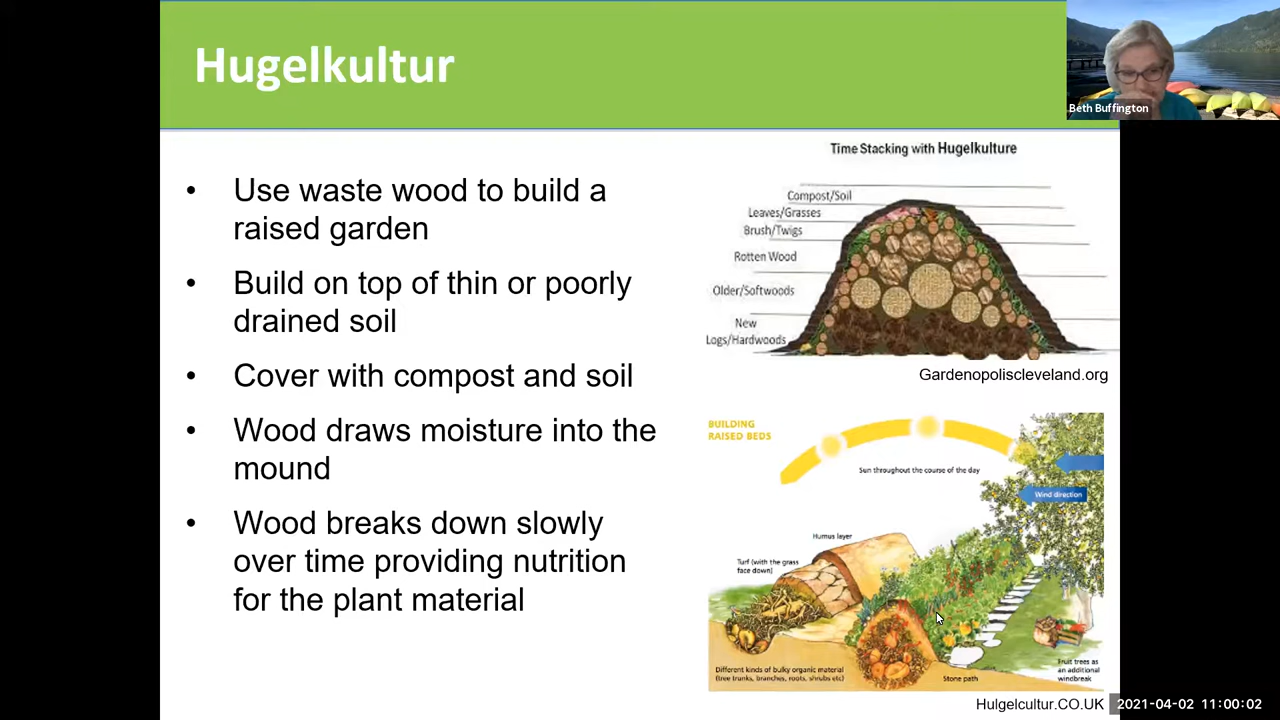 Hugelkultur
Beth Buffington
• Use waste wood to build a
raised garden
• Build on top of thin or poorly
drained soil
• Cover with compost and soil
• Wood draws moisture into the
mound
• Wood breaks down slowly
over time providing nutrition
for the plant material
Time Stacking with Hugelkulture
Compost/Soil
Leaves/Grasses
Brush/Twigs
Rotten Wood
Older/Softwoods
New
Logs/Hardwoods
Gardenopoliscleveland.org
BUILDING
RAISED BEDS
Sun throughout the course of the day
Wind direction
Humus layer
Turf (with the grass
face down)
Different kinds of bulky organic material
(tree trunks, branches, roots, shrubs etc)
Stone path
Fruit trees as
an additional
windbreak
Hulgelcultur.CO.UK
2021-04-02 11:00:02